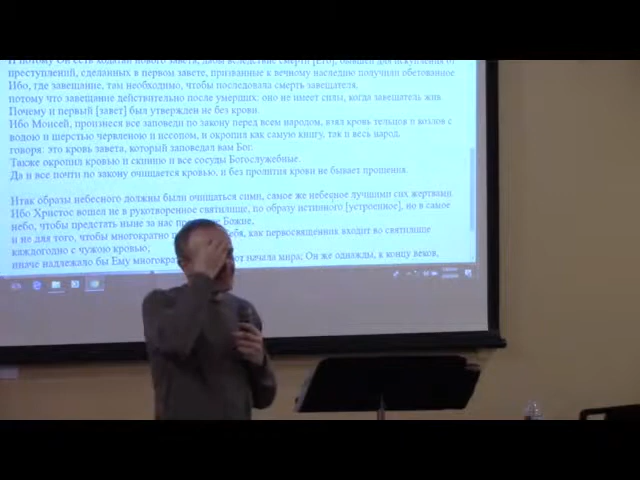 И потому Он есть ходатай нового завета, дабы вследствие смерти [Его], бывшей для искупления от
преступлений, сделанных в первом завете, призванные к вечному наследию получили обетованное
Ибо, где завещание, там необходимо, чтобы последовала смерть завещателя,
потому что завещание действительно после умерших: оно не имеет силы, когда завещатель жив
Почему и первый [завет] был утвержден не без крови.
Ибо Моисей, произнеся все заповеди по закону перед всем народом, взял кровь тельцов и козлов с
водою и шерстью червленою и иссопом, и окропил как самую книгу, так и весь народ,
говоря: это кровь завета, который заповедал вам Бог.
Также окропил кровью и скинию и все сосуды Богослужебные.
Да и все почти по закону очищается кровью, и без пролития крови не бывает прощения.
Итак образы небесного должны были очищаться сими, самое же небесное лучшими сих жертвами
Ибо Христос вошел не в рукотворенное святилище, по образу истинного [устроенное], но в самое
небо, чтобы предстать ныне за нас Божие,
и не для того, чтобы многократно Себя, как первосвященник входит во святилище
каждогодно с чужою кровью;
иначе надлежало бы Ему многократ от начала мира; Он же однажды, к концу веков,